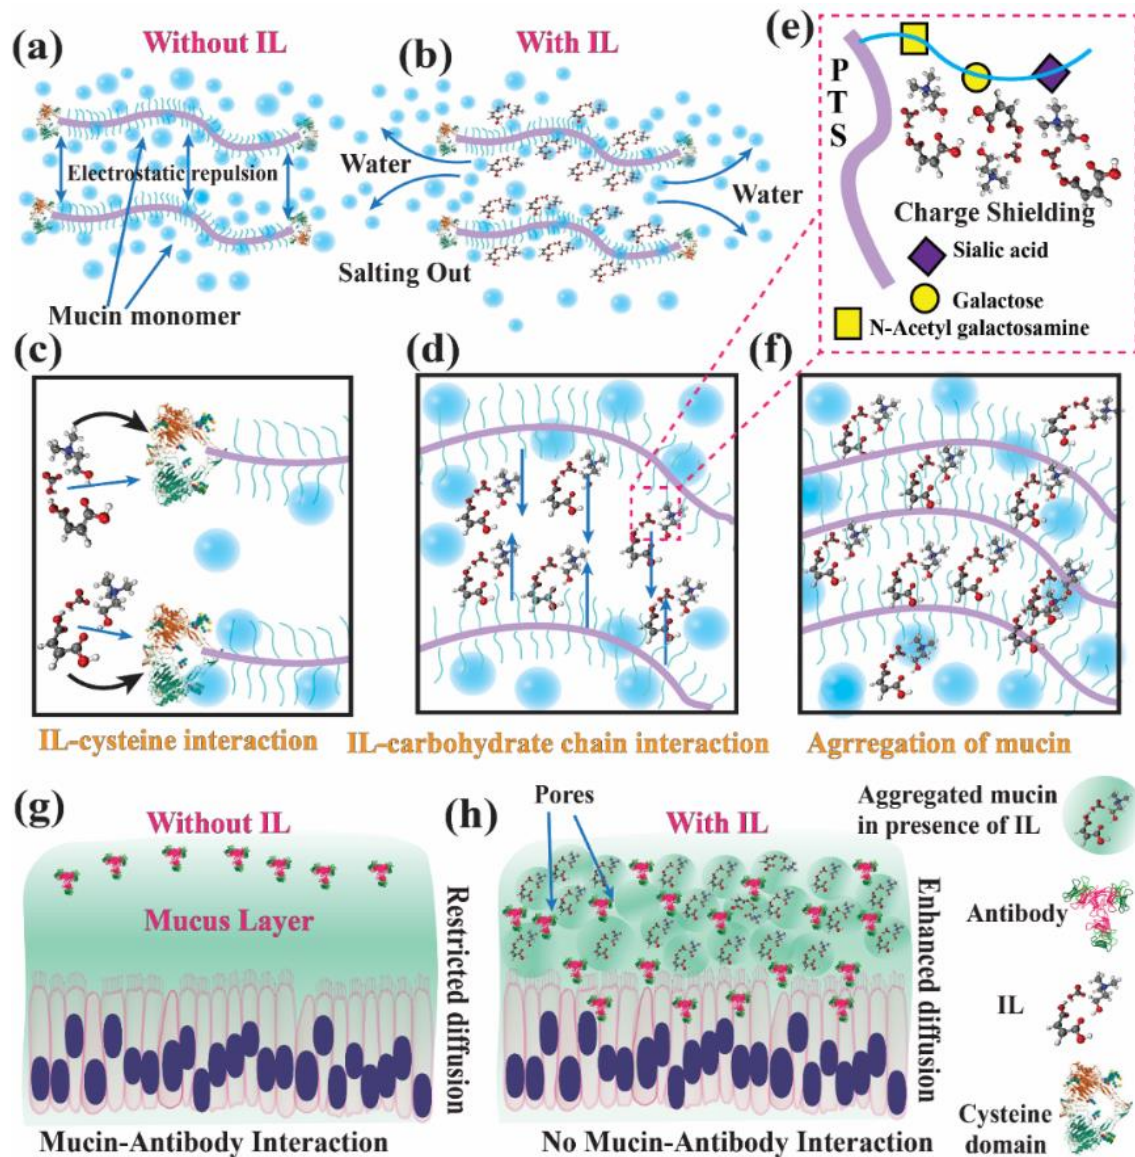 (a)
Without IL
Electrostatic repulsion
Mucin monomer
(b)
With IL
Water
Water
Salting Out
(e)
P
T
S
Charge Shielding
Sialic acid
Galactose
N-Acetyl galactosamine
(c)
IL-cysteine interaction
(d)
IL-carbohydrate chain interaction
(f)
Agrregation of mucin
(g)
Without IL
Mucus Layer
Restricted diffusion
Mucin-Antibody Interaction
(h)
Pores
With IL
Enhanced diffusion
No Mucin-Antibody Interaction
Aggregated mucin
in presence of IL
Antibody
IL
Cysteine
domain